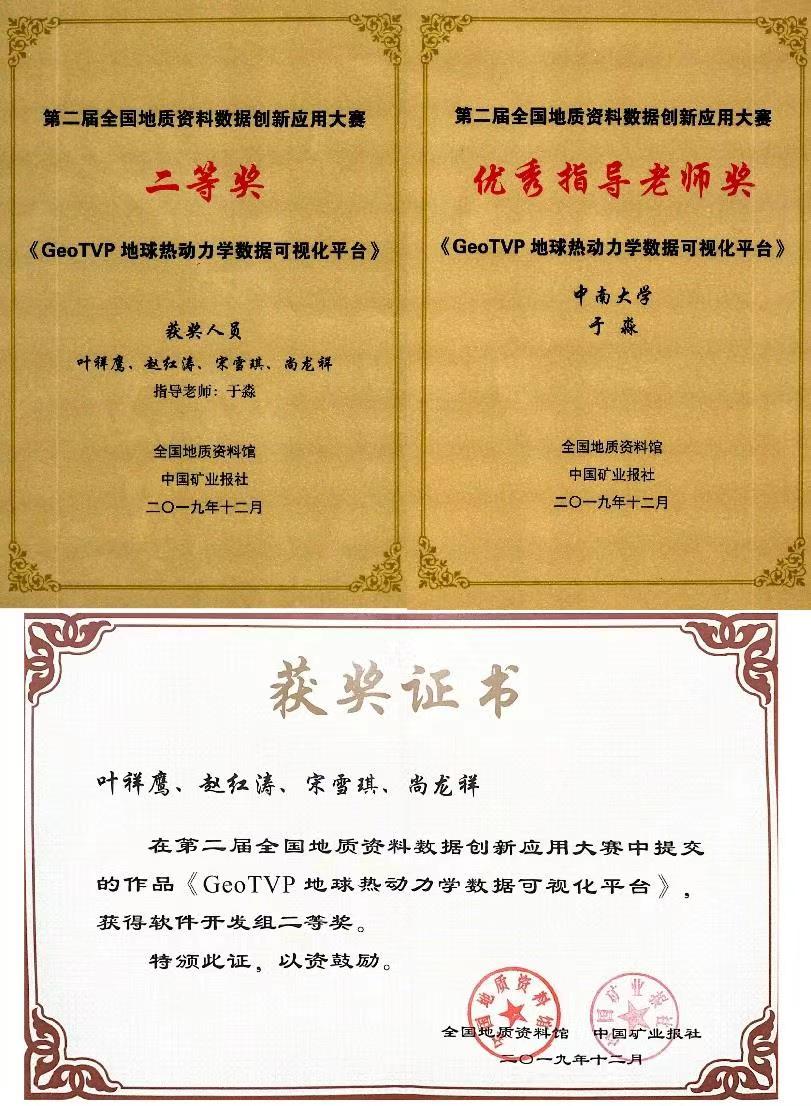 第二届全国地质资料数据创新应用大赛
二等奖
《GeoTVP 地球热动力学数据可视化平台》
获奖人员
叶祥鹰、赵红涛、宋雪琪、尚龙祥
指导老师：于淼
全国地质资料馆
中国矿业报社
二〇一九年十二月
第二届全国地质资料数据创新应用大赛
优秀指导老师奖
《GeoTVP 地球热动力学数据可视化平台》
中南大学
于 淼
全国地质资料馆
中国矿业报社
二〇一九年十二月
获奖证书
叶祥鹰、赵红涛、宋雪琪、尚龙祥
在第二届全国地质资料数据创新应用大赛中提交
的作品《GeoTVP 地球热动力学数据可视化平台》，
获得软件开发组二等奖。
特颁此证，以资鼓励。
全国地质资料馆 中国矿业报社
二〇一九年十二月
全国地质资料馆
中国矿业报社